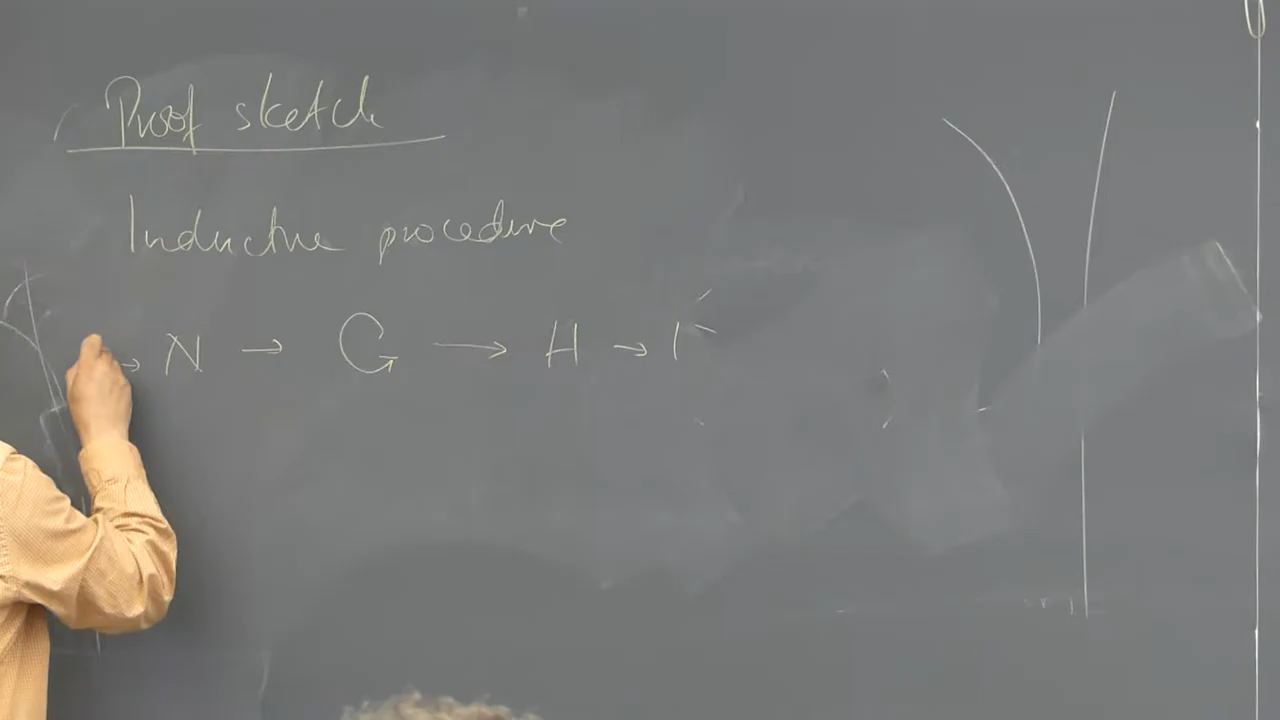 Proof sketch
Inductive procedure
→ N → G → H → 1